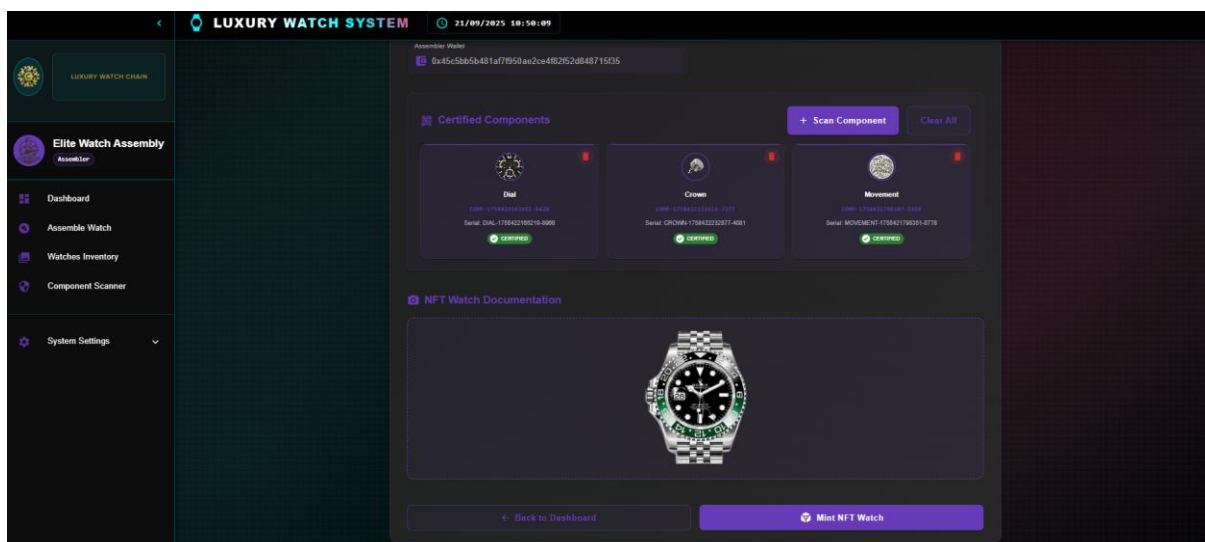 LUXURY WATCH SYSTEM
21/09/2025 10:50:09
LUXURY WATCH CHAIN
Elite Watch Assembly
Assembler
Dashboard
Assemble Watch
Watches Inventory
Component Scanner
System Settings
Assembler Wallet
0x45c5bb5b481af7f950ae2ce4f82f52d848715f35
Certified Components
+ Scan Component
Clear All
Dial
Serial: DIAL-1758422166219-8966
CERTIFIED
Crown
Serial: CROWN-1758422232877-4081
CERTIFIED
Movement
Serial: MOVEMENT-1758421798351-8778
CERTIFIED
NFT Watch Documentation
← Back to Dashboard
Mint NFT Watch